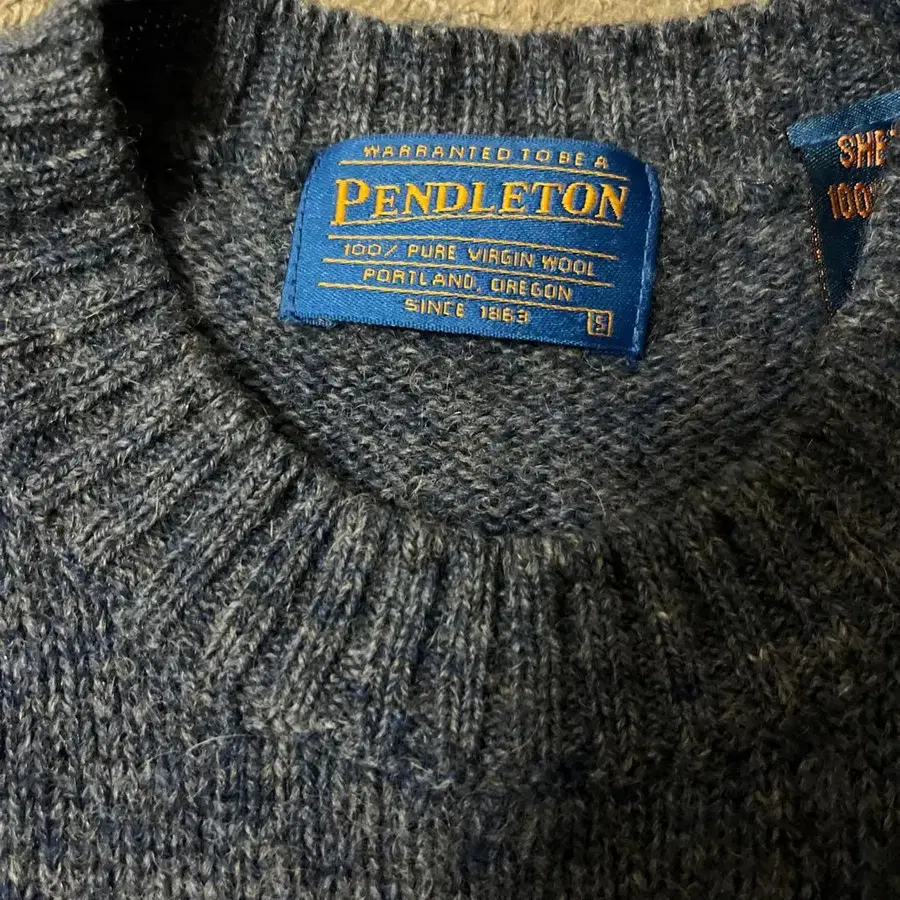 WARRANTED TO BE A
PENDLETON
100% PURE VIRGIN WOOL
PORTLAND, OREGON
SINCE 1863
S
SHE
100